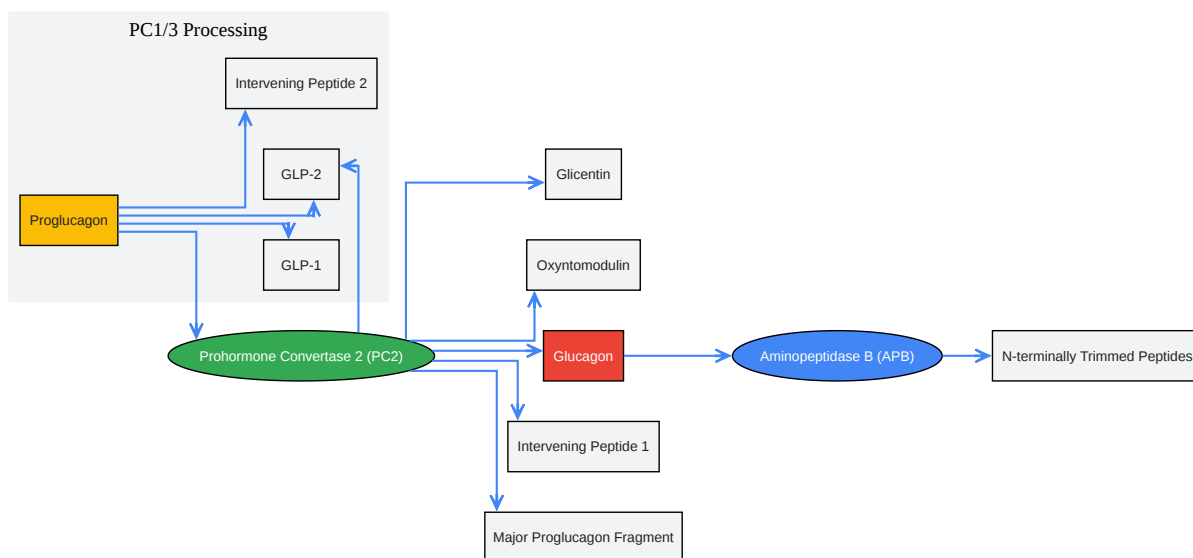 PC1/3 Processing
Intervening Peptide 2
GLP-2
Glicentin
Proglucagon
GLP-1
Oxyntomodulin
Prohormone Convertase 2 (PC2)
Glucagon
Aminopeptidase B (APB)
N-terminally Trimmed Peptides
Intervening Peptide 1
Major Proglucagon Fragment